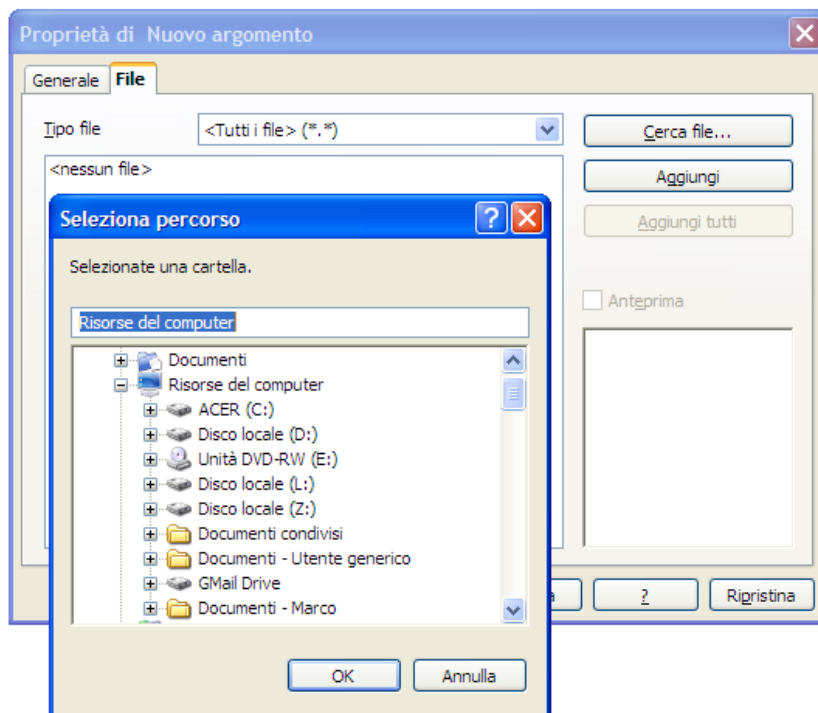 Proprietà di  Nuovo argomento
Generale File
Tipo file <Tutti i file> (*.*) Cerca file...
<nessun file> Aggiungi
Seleziona percorso ?
Aggiungi tutti
Selezionate una cartella.
Anteprima
Risorse del computer
Documenti
Risorse del computer
ACER (C:)
Disco locale (D:)
Unità DVD-RW (E:)
Disco locale (L:)
Disco locale (Z:)
Documenti condivisi
Documenti - Utente generico
GMail Drive
Documenti - Marco
? Ripristina
OK Annulla